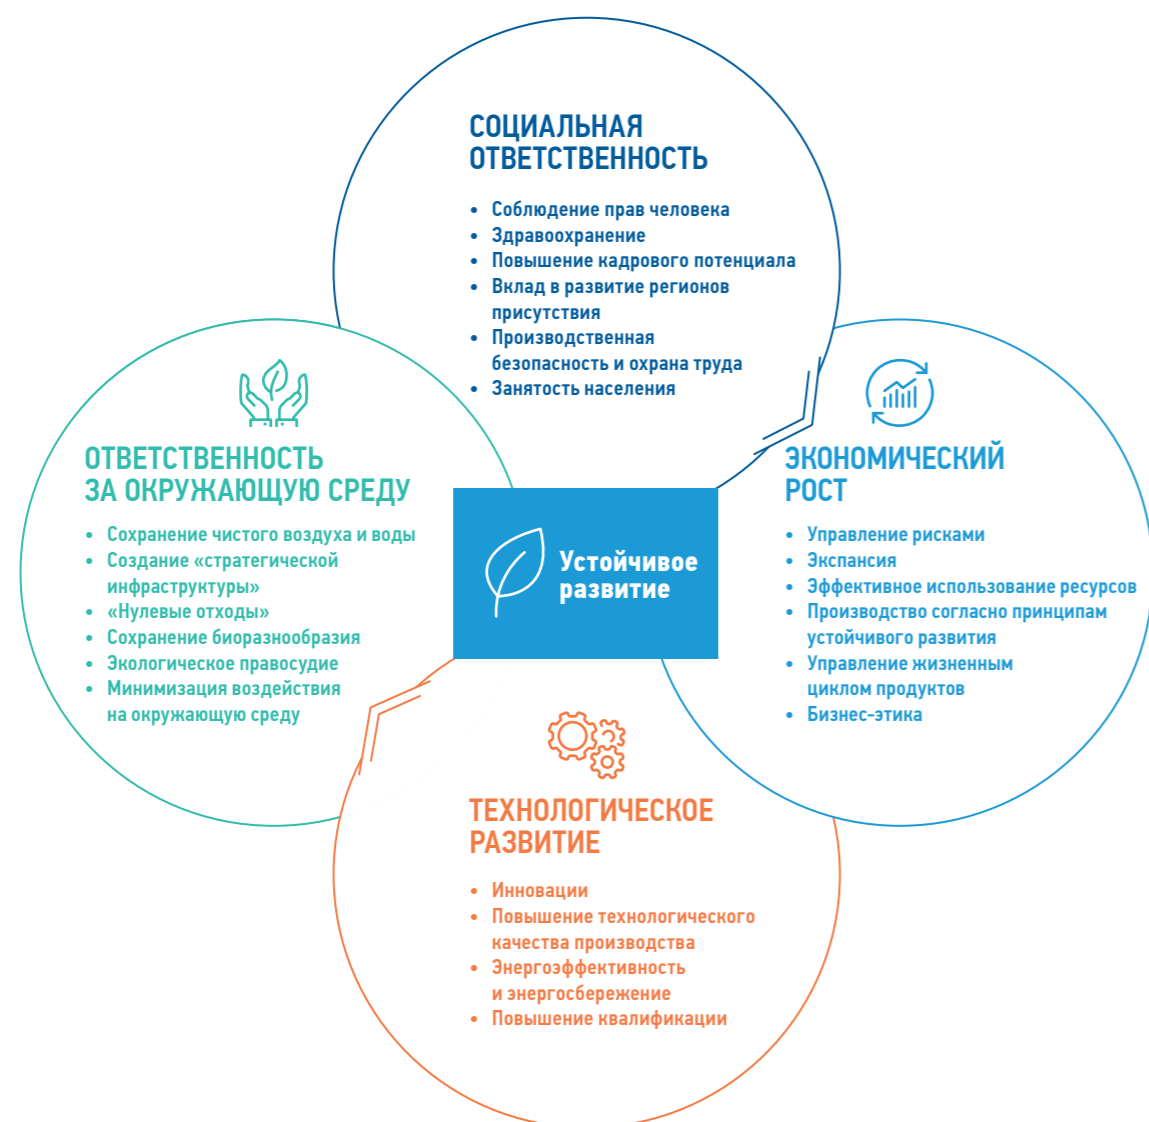 СОЦИАЛЬНАЯ
ОТВЕТСТВЕННОСТЬ
• Соблюдение прав человека
• Здравоохранение
• Повышение кадрового потенциала
• Вклад в развитие регионов
присутствия
• Производственная
безопасность и охрана труда
• Занятость населения
ОТВЕТСТВЕННОСТЬ
ЗА ОКРУЖАЮЩУЮ СРЕДУ
• Сохранение чистого воздуха и воды
• Создание «стратегической
инфраструктуры»
• «Нулевые отходы»
• Сохранение биоразнообразия
• Экологическое правосудие
• Минимизация воздействия
на окружающую среду
Устойчивое
развитие
ЭКОНОМИЧЕСКИЙ
РОСТ
• Управление рисками
• Экспансия
• Эффективное использование ресурсов
• Производство согласно принципам
устойчивого развития
• Управление жизненным
циклом продуктов
• Бизнес-этика
ТЕХНОЛОГИЧЕСКОЕ
РАЗВИТИЕ
• Инновации
• Повышение технологического
качества производства
• Энергоэффективность
и энергосбережение
• Повышение квалификации